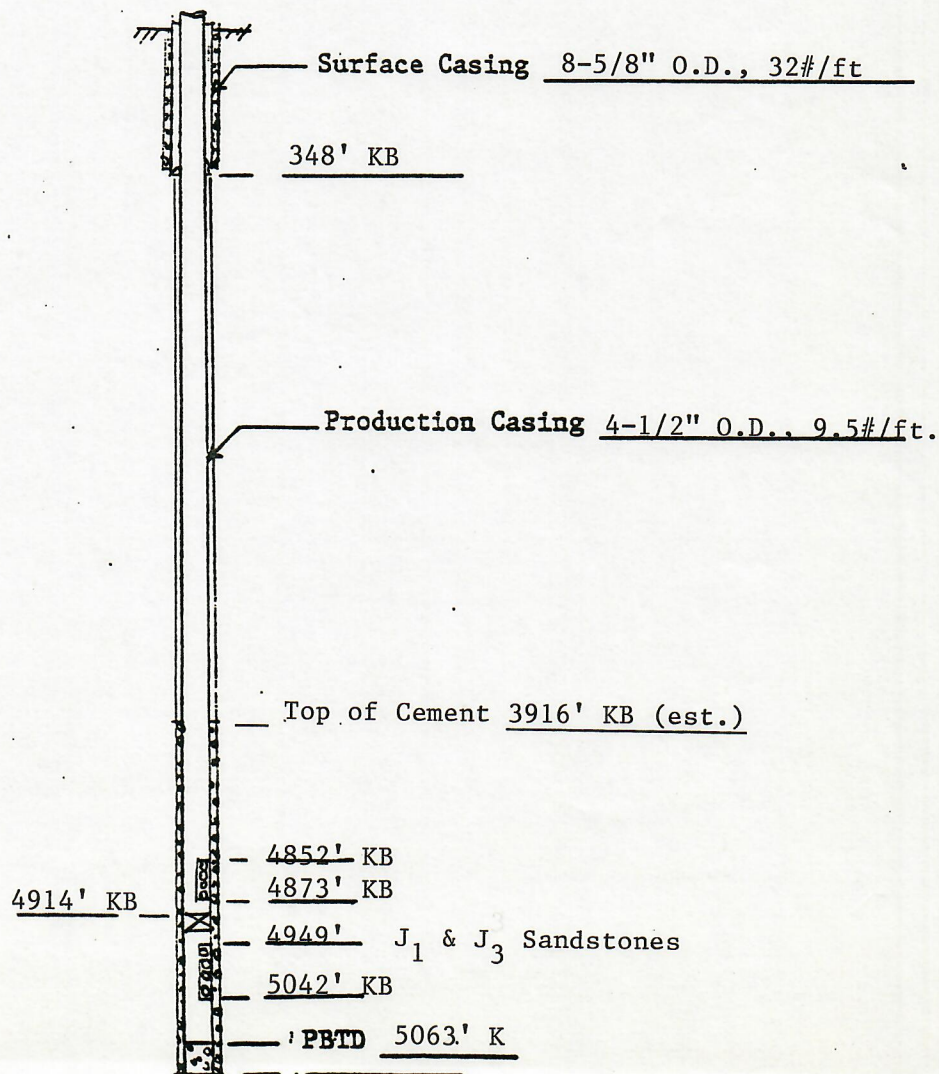 Surface Casing 8-5/8" O.D., 32#/ft
348' KB
Production Casing 4-1/2" O.D., 9.5#/ft.
Top of Cement 3916' KB (est.)
4852' KB
4873' KB
4914' KB
4949' J1 & J3 Sandstones
5042' KB
PBTD 5063.' K